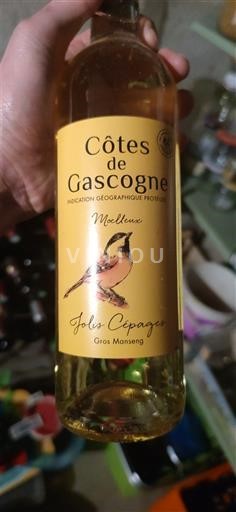 Côtes
de
Gascogne
INDICATION GÉOGRAPHIQUE PROTÉGÉE
Moelleux
Jolis Cépages
Gros Manseng